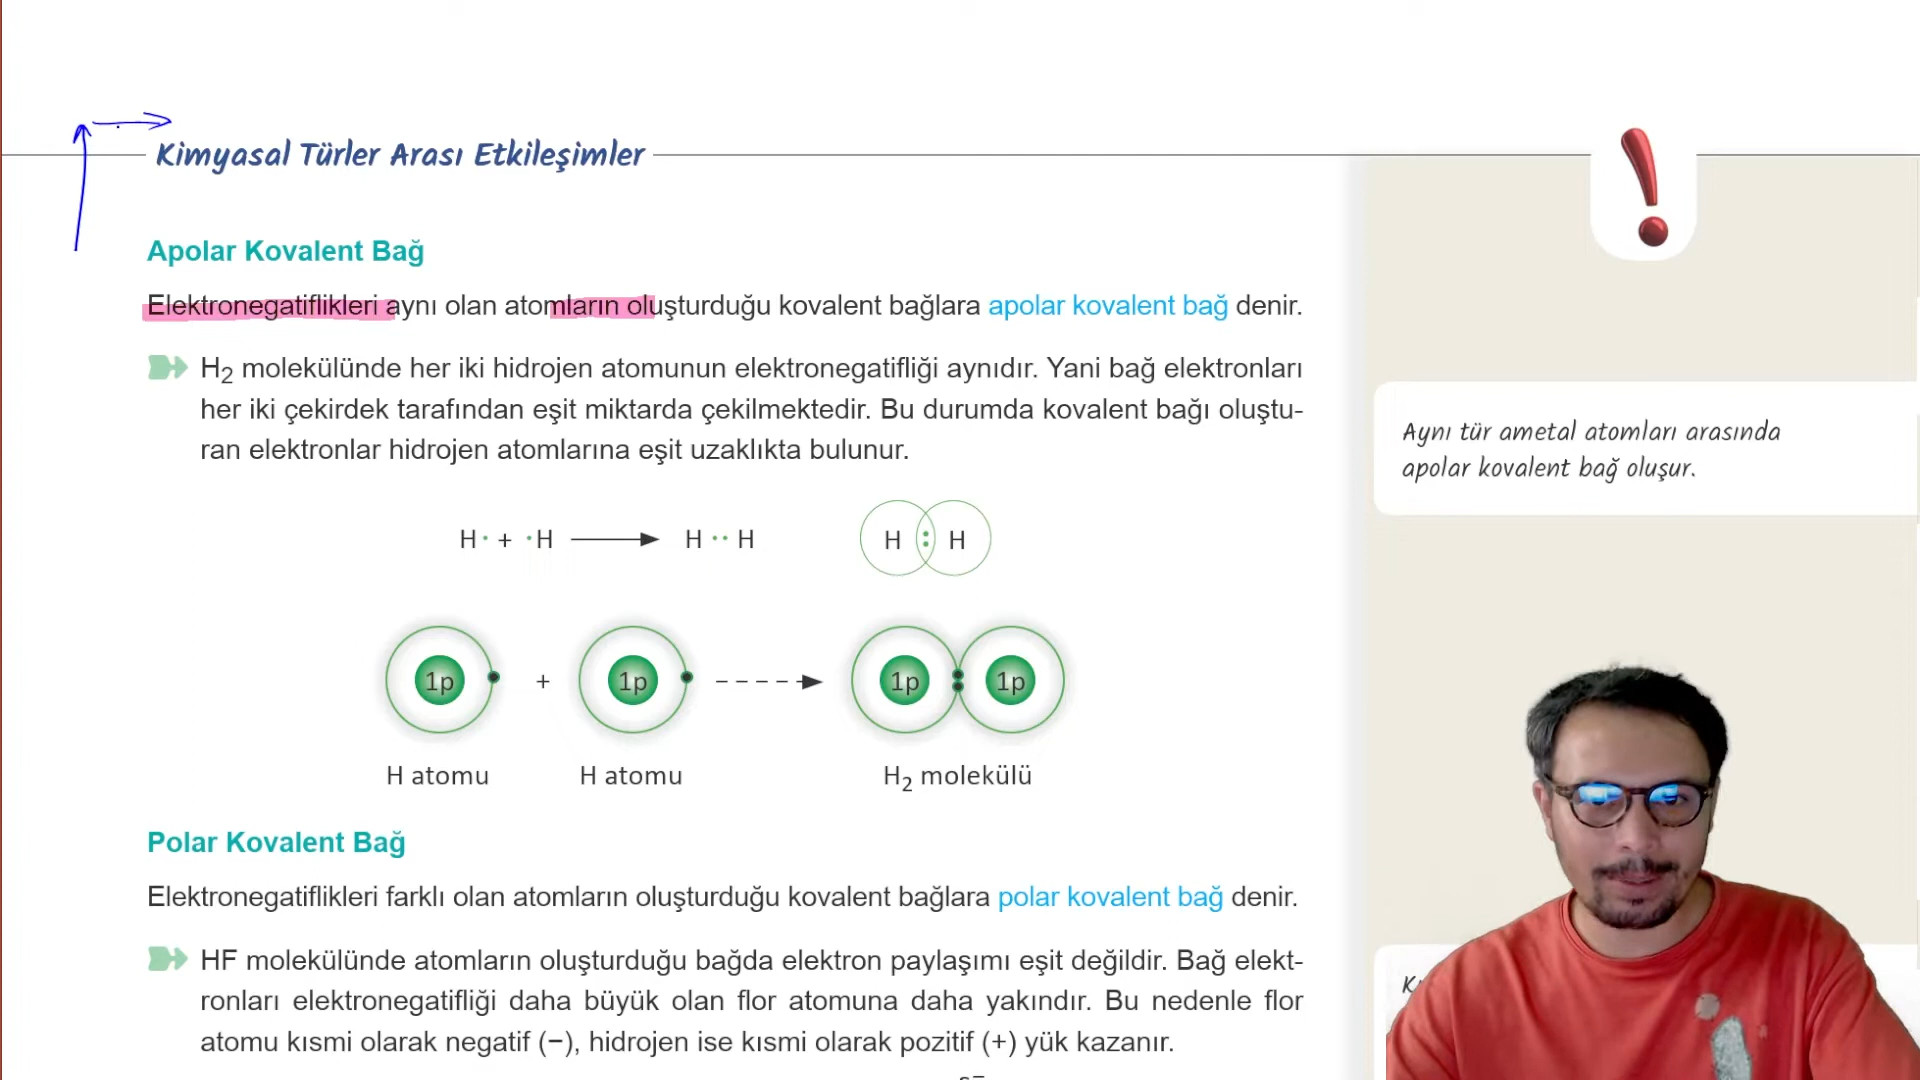 Kimyasal Türler Arası Etkileşimler
Apolar Kovalent Bağ
Elektronegatiflikleri aynı olan atomların oluşturduğu kovalent bağlara apolar kovalent bağ denir.
H₂ molekülünde her iki hidrojen atomunun elektronegatifliği aynıdır. Yani bağ elektronları
her iki çekirdek tarafından eşit miktarda çekilmektedir. Bu durumda kovalent bağı oluştu-
ran elektronlar hidrojen atomlarına eşit uzaklıkta bulunur.
Aynı tür ametal atomları arasında
apolar kovalent bağ oluşur.
H · + · H → H ·· H
H : H
1p + 1p 1p 1p
H atomu H atomu H₂ molekülü
Polar Kovalent Bağ
Elektronegatiflikleri farklı olan atomların oluşturduğu kovalent bağlara polar kovalent bağ denir.
HF molekülünde atomların oluşturduğu bağda elektron paylaşımı eşit değildir. Bağ elekt-
ronları elektronegatifliği daha büyük olan flor atomuna daha yakındır. Bu nedenle flor
atomu kısmi olarak negatif (−), hidrojen ise kısmi olarak pozitif (+) yük kazanır.